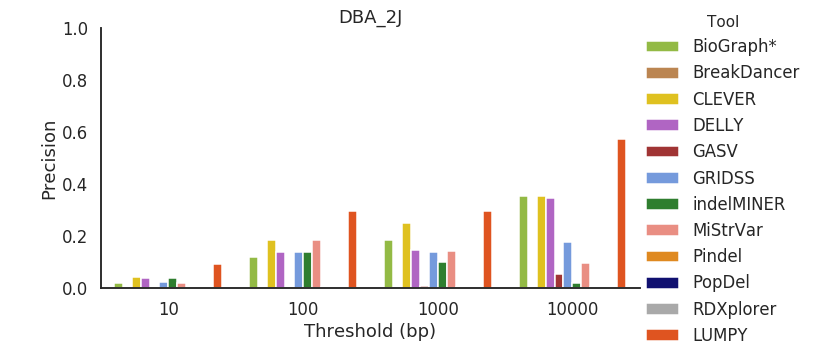 DBA_2J
Precision
1.0
0.8
0.6
0.4
0.2
0.0
10
100
1000
10000
Threshold (bp)
Tool
BioGraph*
BreakDancer
CLEVER
DELLY
GASV
GRIDSS
indelMINER
MiStrVar
Pindel
PopDel
RDXplorer
LUMPY